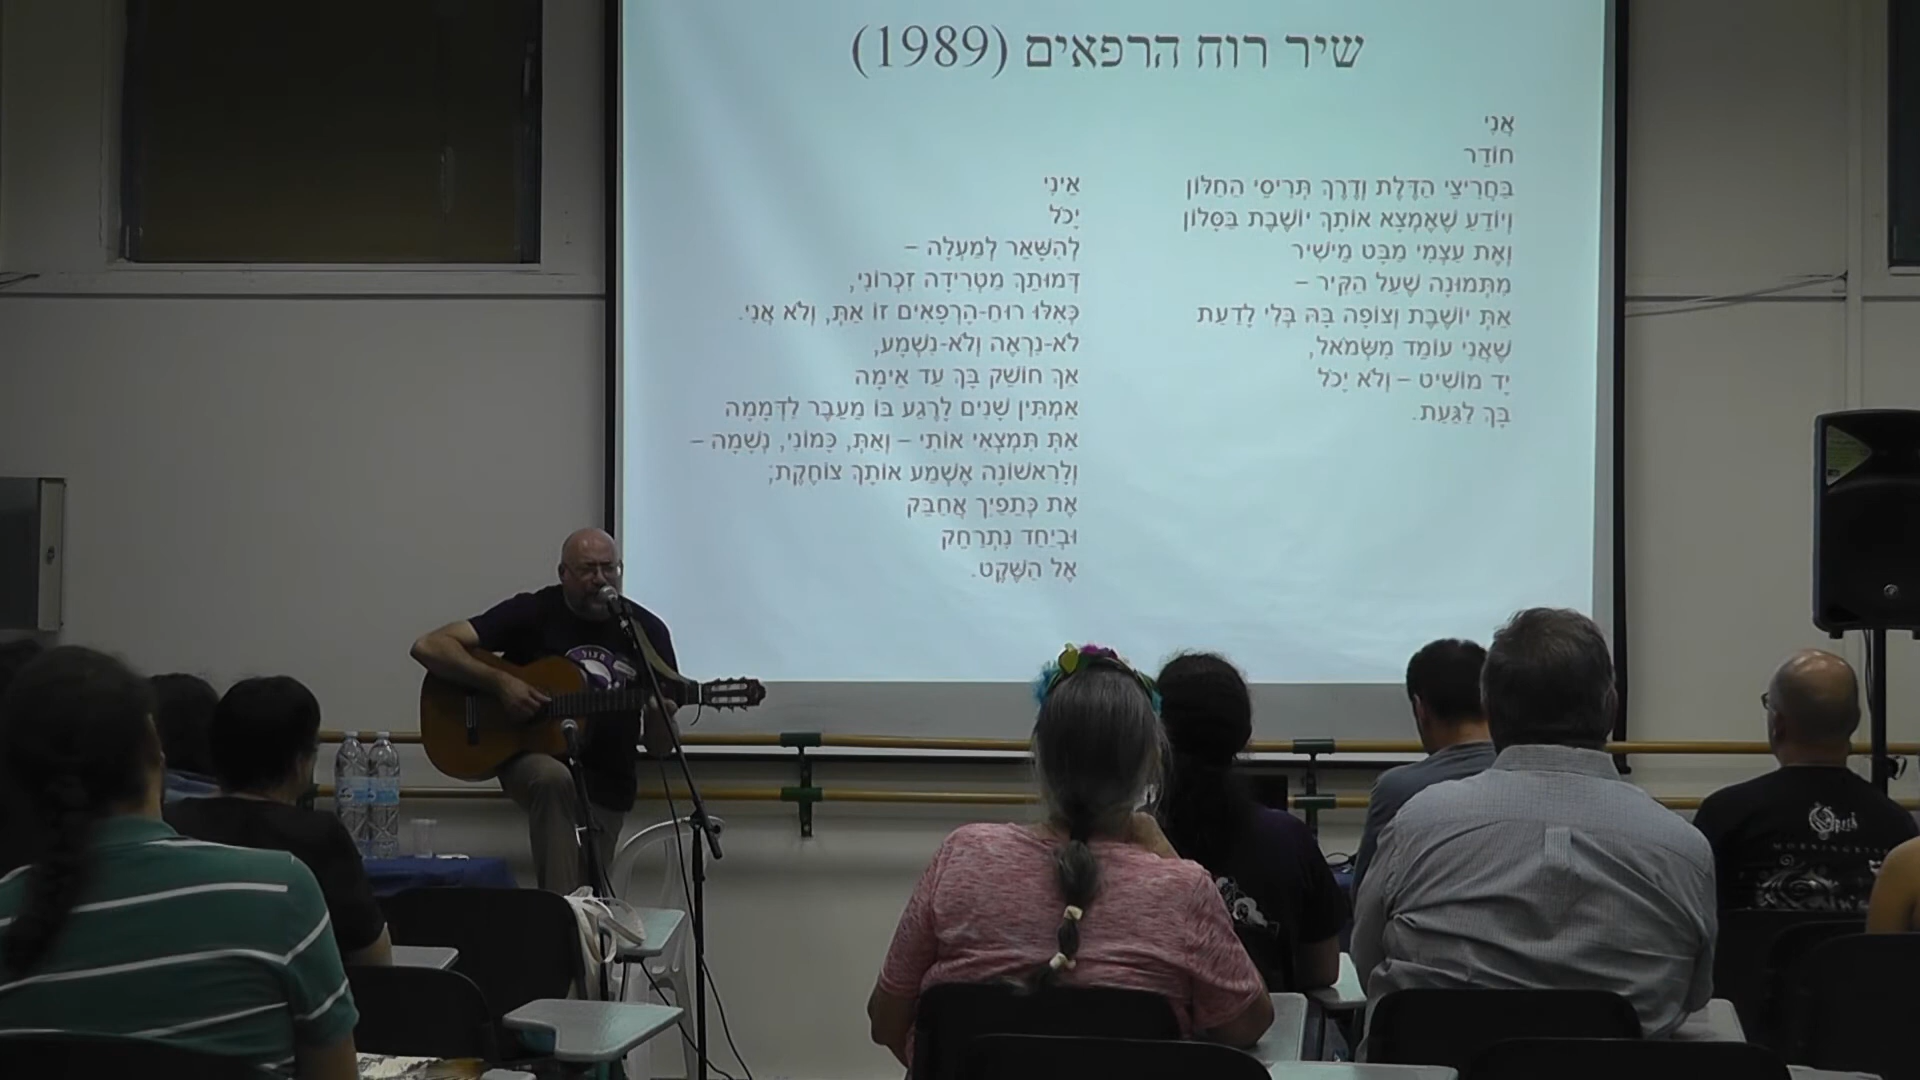 שיר רוח הרפאים (1989)
אֲנִי
חוֹדֵר
בַּחֲרִיצֵי הַדֶּלֶת וְדֶרֶךְ תְּרִיסֵי הַחַלּוֹן
וְיוֹדֵעַ שֶׁאֶמְצָא אוֹתָךְ יוֹשֶׁבֶת בַּסָּלוֹן
וְאֶת עַצְמִי מַבָּט מֵישִׁיר
מִתְּמוּנָה שֶׁעַל הַקִּיר –
אַתְּ יוֹשֶׁבֶת וְצוֹפָה בָּהּ בְּלִי לָדַעַת
שֶׁאֲנִי עוֹמֵד מִשְּׂמֹאל,
יָד מוֹשִׁיט – וְלֹא יָכֹל
בָּךְ לָגַעַת.
אֵינִי
יָכֹל
לְהִשָּׁאֵר לְמַעְלָה –
דְּמוּתֵךְ מַטְרִידָה זִכְרוֹנִי,
כְּאִלּוּ רוּחַ-הָרְפָאִים זוֹ אַתְּ, וְלֹא אֲנִי.
לֹא-נִרְאֶה וְלֹא-נִשְׁמָע,
אַךְ חוֹשֵׁק בָּךְ עַד אֵימָה
אַמְתִּין שָׁנִים לָרֶגַע בּוֹ מֵעֵבֶר לַדְּמָמָה
אַתְּ תִּמְצְאִי אוֹתִי – וְאַתְּ, כָּמוֹנִי, נְשָׁמָה –
וְלָרִאשׁוֹנָה אֶשְׁמַע אוֹתָךְ צוֹחֶקֶת;
אֶת כְּתֵפַיִךְ אֲחַבֵּק
וּבְיַחַד נִתְרַחֵק
אֶל הַשֶּׁקֶט.
Opeth